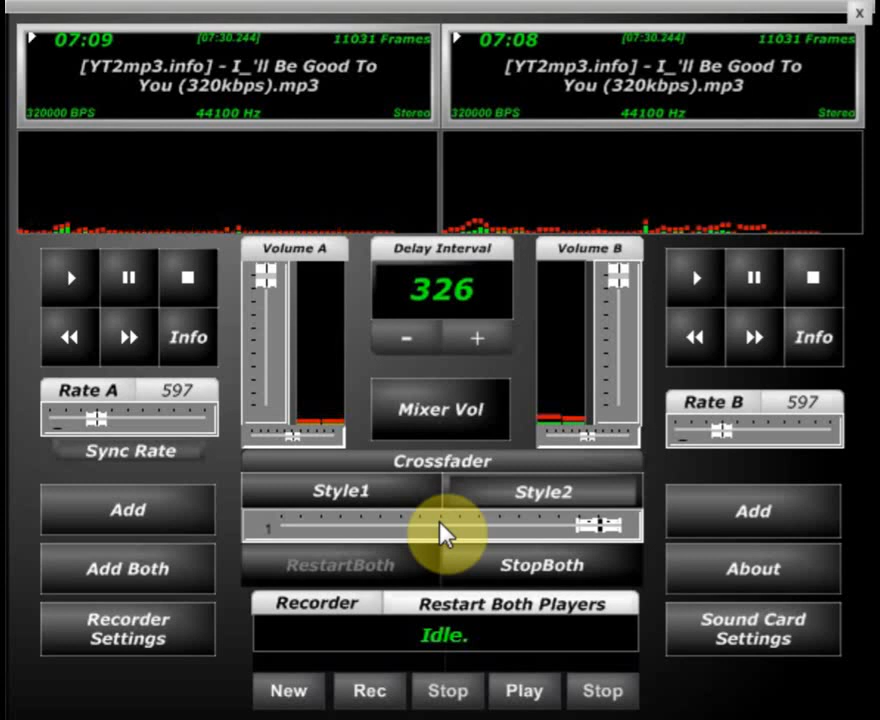 x
07:09 [07:30.244] 11031 Frames
[YT2mp3.info] - I_'ll Be Good To
You (320kbps).mp3
320000 BPS 44100 Hz Stereo
07:08 [07:30.244] 11031 Frames
[YT2mp3.info] - I_'ll Be Good To
You (320kbps).mp3
320000 BPS 44100 Hz Stereo
Volume A
Delay Interval
Volume B
326
- +
Info
Info
Rate A 597
Mixer Vol
Rate B 597
Sync Rate
Crossfader
Style1 Style2
1
Add
Add
RestartBoth StopBoth
Add Both
About
Recorder Restart Both Players
Idle.
Recorder
Settings
Sound Card
Settings
New Rec Stop Play Stop